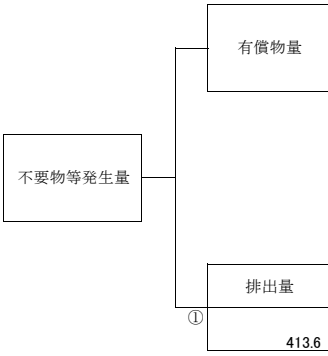 有償物量
不要物等発生量
排出量
①
413.6